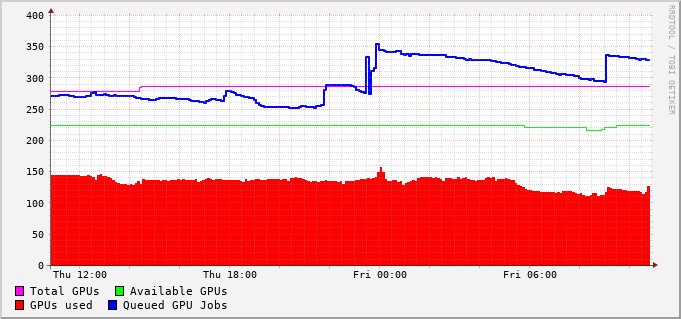 400
350
300
250
200
150
100
50
0
Thu 12:00 Thu 18:00 Fri 00:00 Fri 06:00
Total GPUs Available GPUs
GPUs used Queued GPU Jobs
RRDTOOL / TOBI OETIKER